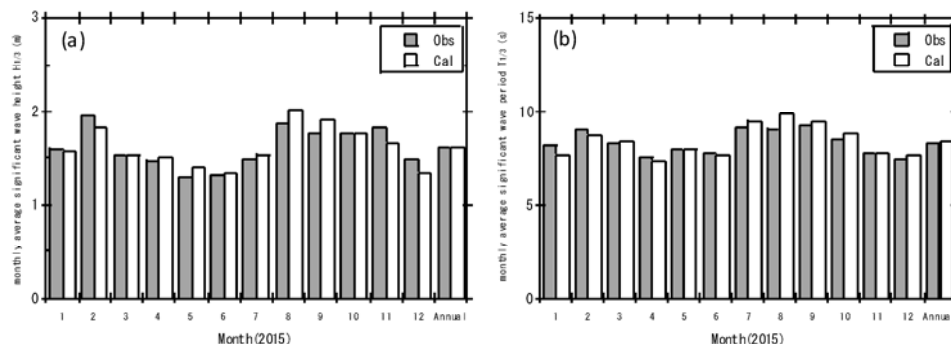 (a)
Obs
Cal
monthly average significant wave height H1/3 (m)
3
2
1
0
1 2 3 4 5 6 7 8 9 10 11 12 Annual
Month(2015)
(b)
Obs
Cal
monthly average significant wave period T1/3 (s)
15
10
5
0
1 2 3 4 5 6 7 8 9 10 11 12 Annual
Month(2015)